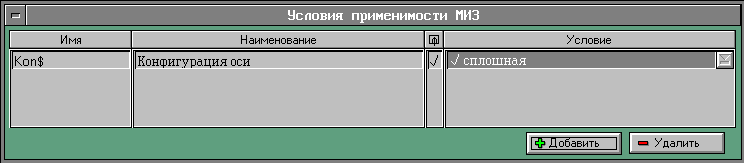 Условия применимости МИЗ
Имя Наименование Условие
Kon$ Конфигурация оси √ √ сплошная
Добавить Удалить